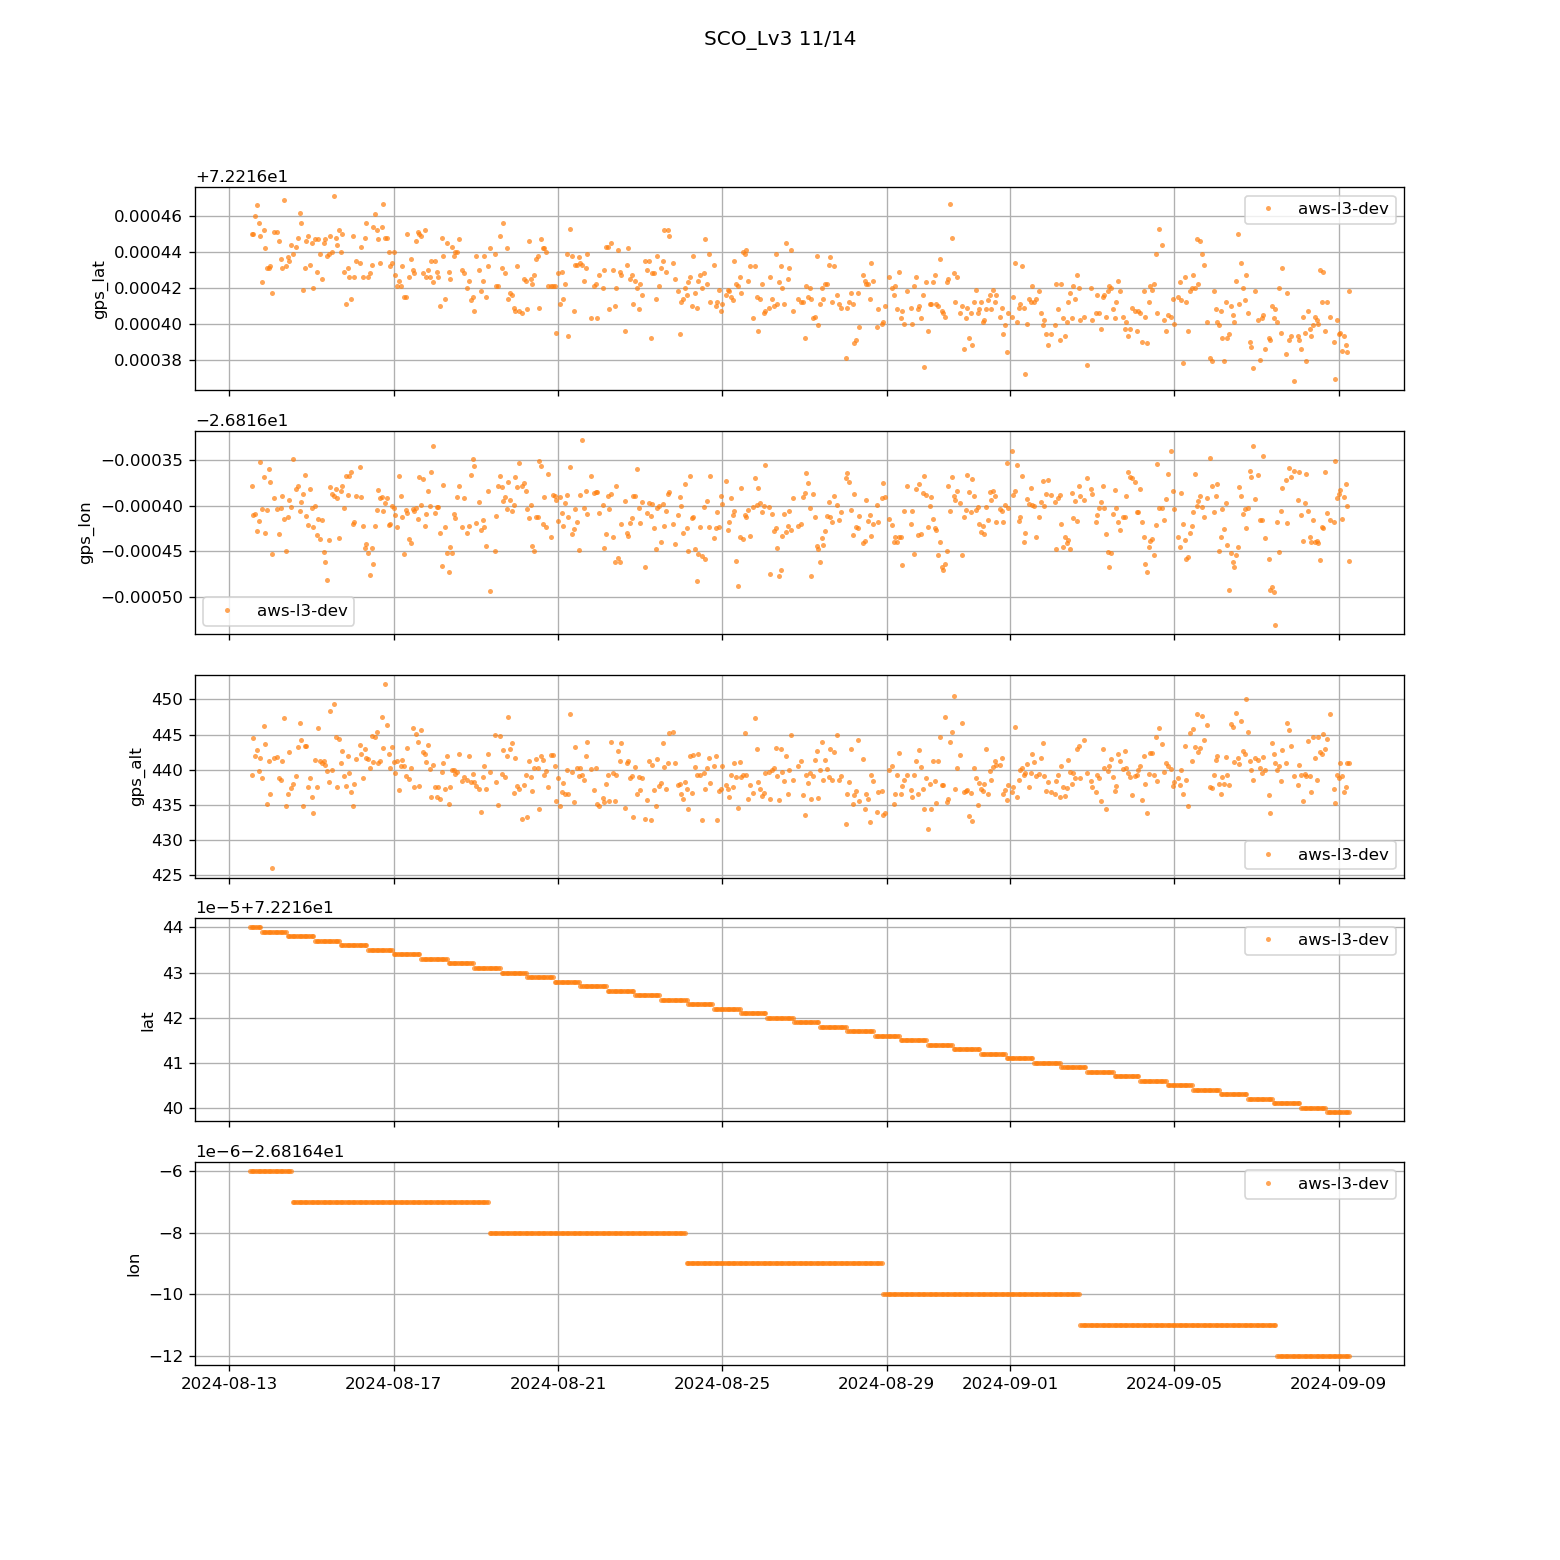 SCO_Lv3 11/14
+7.2216e1
0.00046
0.00044
0.00042
0.00040
0.00038
gps_lat
aws-l3-dev
−2.6816e1
−0.00035
−0.00040
−0.00045
−0.00050
gps_lon
aws-l3-dev
450
445
440
435
430
425
gps_alt
aws-l3-dev
1e−5+7.2216e1
44
43
42
41
40
lat
aws-l3-dev
1e−6−2.68164e1
−6
−8
−10
−12
lon
aws-l3-dev
2024-08-13 2024-08-17 2024-08-21 2024-08-25 2024-08-29 2024-09-01 2024-09-05 2024-09-09